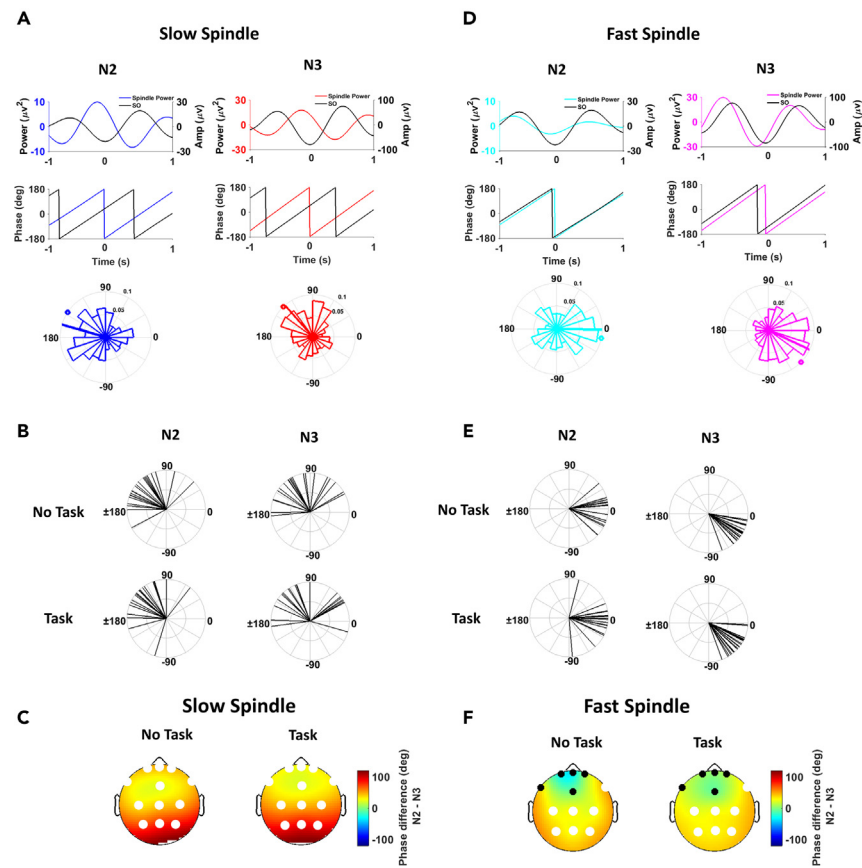 A
Slow Spindle
N2
N3
Power (μv²)
10
0
-10
Spindle Power
SO
30
0
-30
Amp (μv)
-1
0
1
Power (μV²)
30
0
-30
Spindle Power
SO
100
0
-100
Amp (μv)
-1
0
1
Phase (deg)
180
0
-180
-1
0
1
Time (s)
Phase (deg)
180
0
-180
-1
0
1
Time (s)
90
0.1
0.05
180
0
-90
90
0.1
0.05
180
0
-90
B
N2
N3
No Task
90
±180
0
-90
90
±180
0
-90
Task
90
±180
0
-90
90
±180
0
-90
C
Slow Spindle
No Task
Task
100
0
-100
Phase difference (deg)
N2 - N3
D
Fast Spindle
N2
N3
Power (μv²)
10
0
-10
Spindle Power
SO
30
0
-30
Amp (μv)
-1
0
1
Power (μv²)
30
0
-30
Spindle Power
SO
100
0
-100
Amp (μv)
-1
0
1
Phase (deg)
180
0
-180
-1
0
1
Time (s)
Phase (deg)
180
0
-180
-1
0
1
Time (s)
90
0.1
0.05
180
0
-90
90
0.1
0.05
180
0
-90
E
N2
N3
No Task
90
±180
0
-90
90
±180
0
-90
Task
90
±180
0
-90
90
±180
0
-90
F
Fast Spindle
No Task
Task
100
0
-100
Phase difference (deg)
N2 - N3